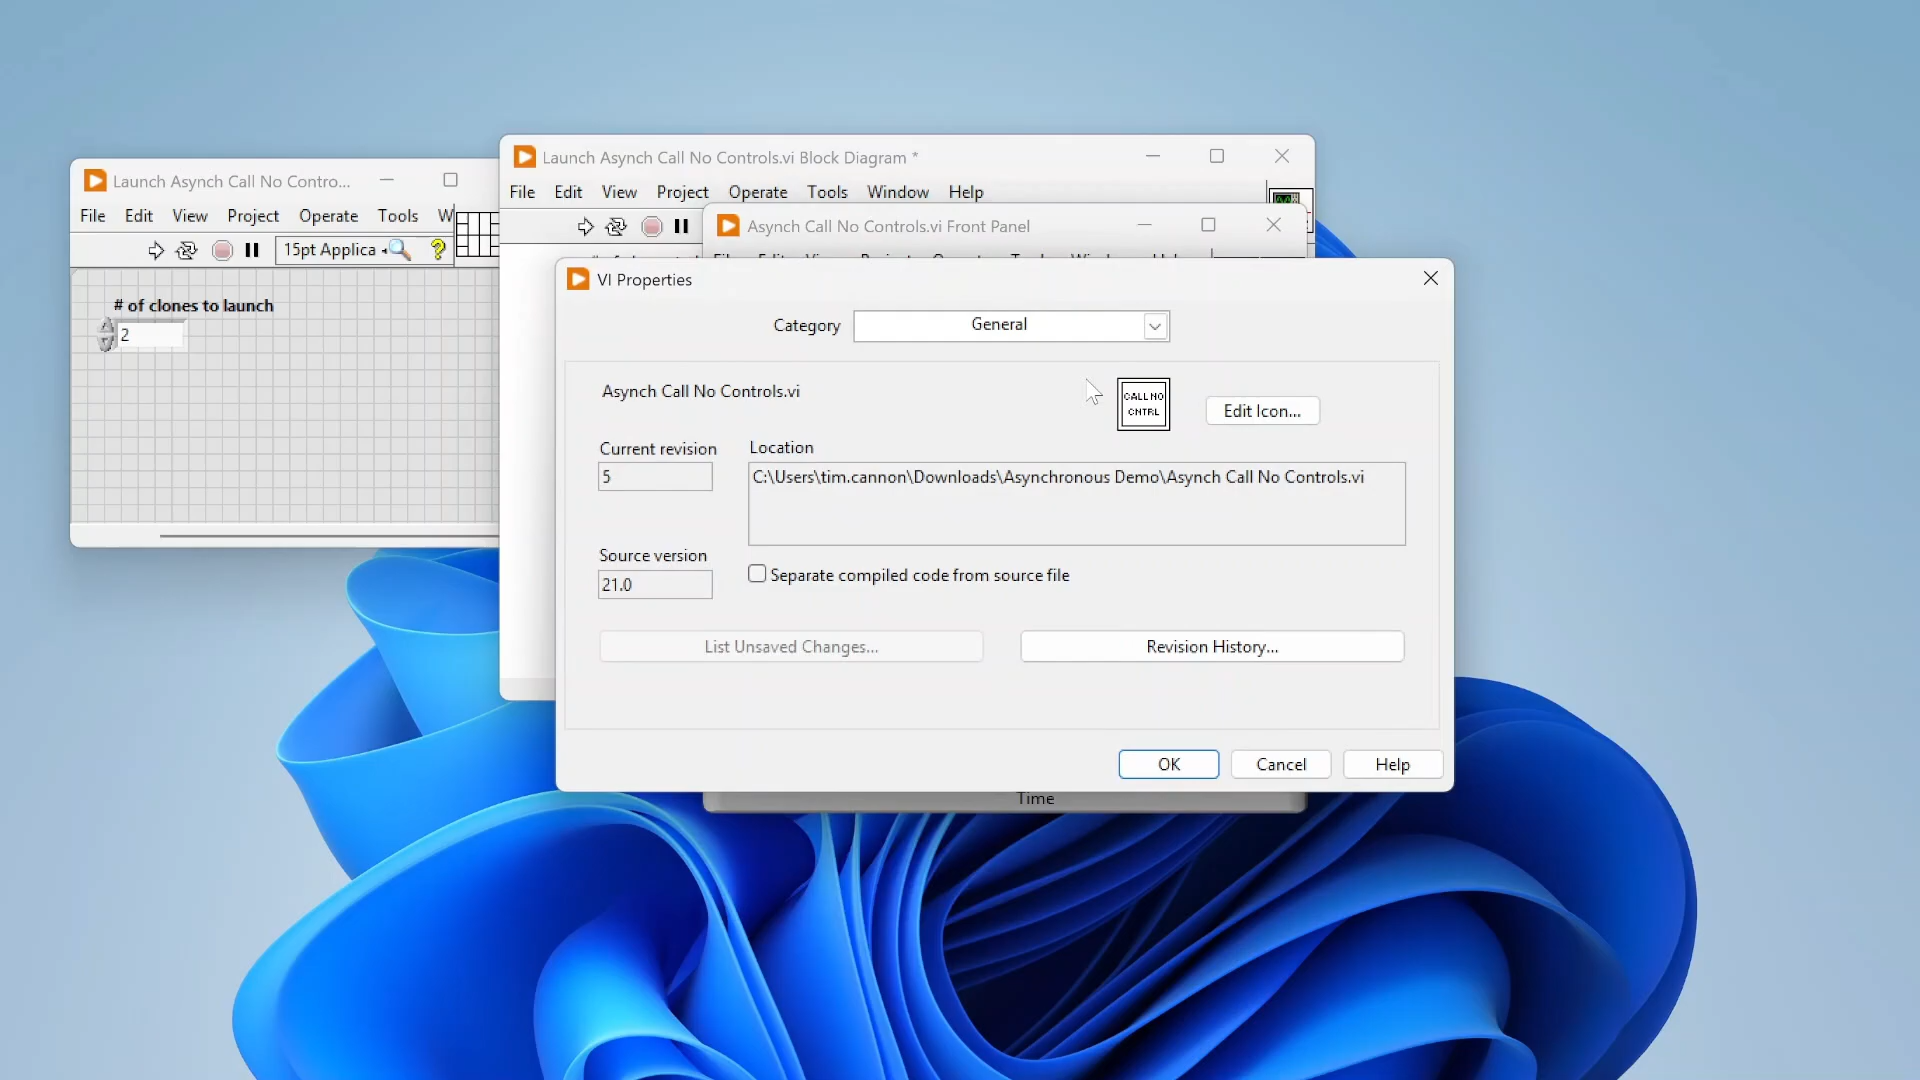 Launch Asynch Call No Contro...
File Edit View Project Operate Tools W
15pt Applica
# of clones to launch
2
Launch Asynch Call No Controls.vi Block Diagram *
File Edit View Project Operate Tools Window Help
Asynch Call No Controls.vi Front Panel
VI Properties
Category General
Asynch Call No Controls.vi
CALL NO
CNTRL
Edit Icon...
Current revision
5
Location
C:\Users\tim.cannon\Downloads\Asynchronous Demo\Asynch Call No Controls.vi
Source version
21.0
Separate compiled code from source file
List Unsaved Changes...
Revision History...
OK Cancel Help
Time